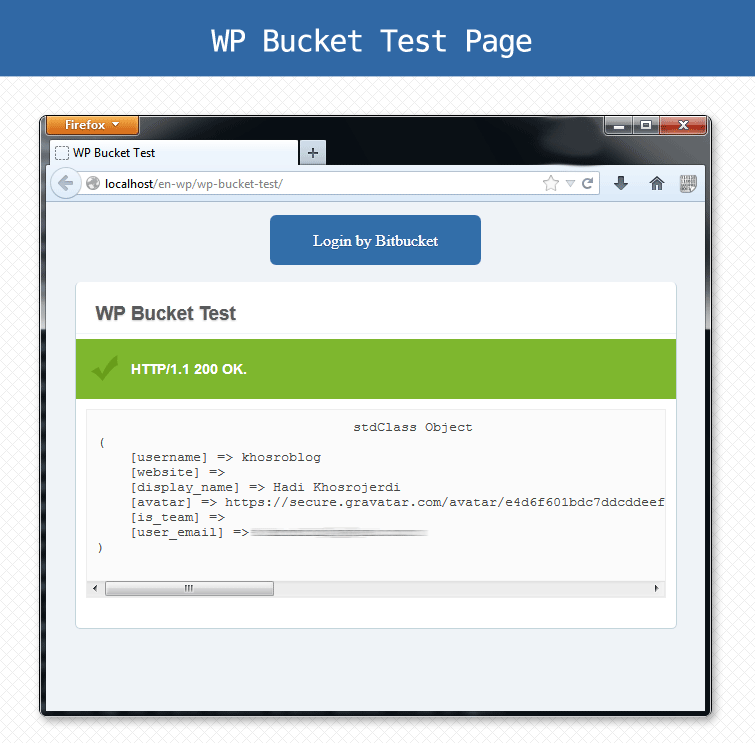 WP Bucket Test Page
Firefox
WP Bucket Test
localhost/en-wp/wp-bucket-test/
Login by Bitbucket
WP Bucket Test
HTTP/1.1 200 OK.
stdClass Object
(
[username] => khosroblog
[website] =>
[display_name] => Hadi Khosrojerdi
[avatar] => https://secure.gravatar.com/avatar/e4d6f601bdc7ddcddeef
[is_team] =>
[user_email] =>
)